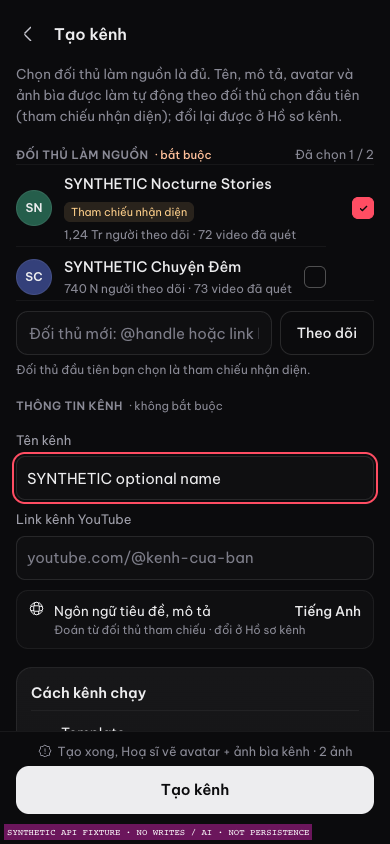 Tạo kênh
Chọn đối thủ làm nguồn là đủ. Tên, mô tả, avatar và
ảnh bìa được làm tự động theo đối thủ chọn đầu tiên
(tham chiếu nhận diện); đổi lại được ở Hồ sơ kênh.
ĐỐI THỦ LÀM NGUỒN · bắt buộc Đã chọn 1 / 2
SN
SYNTHETIC Nocturne Stories
Tham chiếu nhận diện
1,24 Tr người theo dõi · 72 video đã quét
SC
SYNTHETIC Chuyện Đêm
740 N người theo dõi · 73 video đã quét
Đối thủ mới: @handle hoặc link Theo dõi
Đối thủ đầu tiên bạn chọn là tham chiếu nhận diện.
THÔNG TIN KÊNH · không bắt buộc
Tên kênh
SYNTHETIC optional name
Link kênh YouTube
youtube.com/@kenh-cua-ban
Ngôn ngữ tiêu đề, mô tả Tiếng Anh
Đoán từ đối thủ tham chiếu · đổi ở Hồ sơ kênh
Cách kênh chạy
Template
Tạo xong, Hoạ sĩ vẽ avatar + ảnh bìa kênh · 2 ảnh
Tạo kênh
SYNTHETIC API FIXTURE · NO WRITES / AI · NOT PERSISTENCE